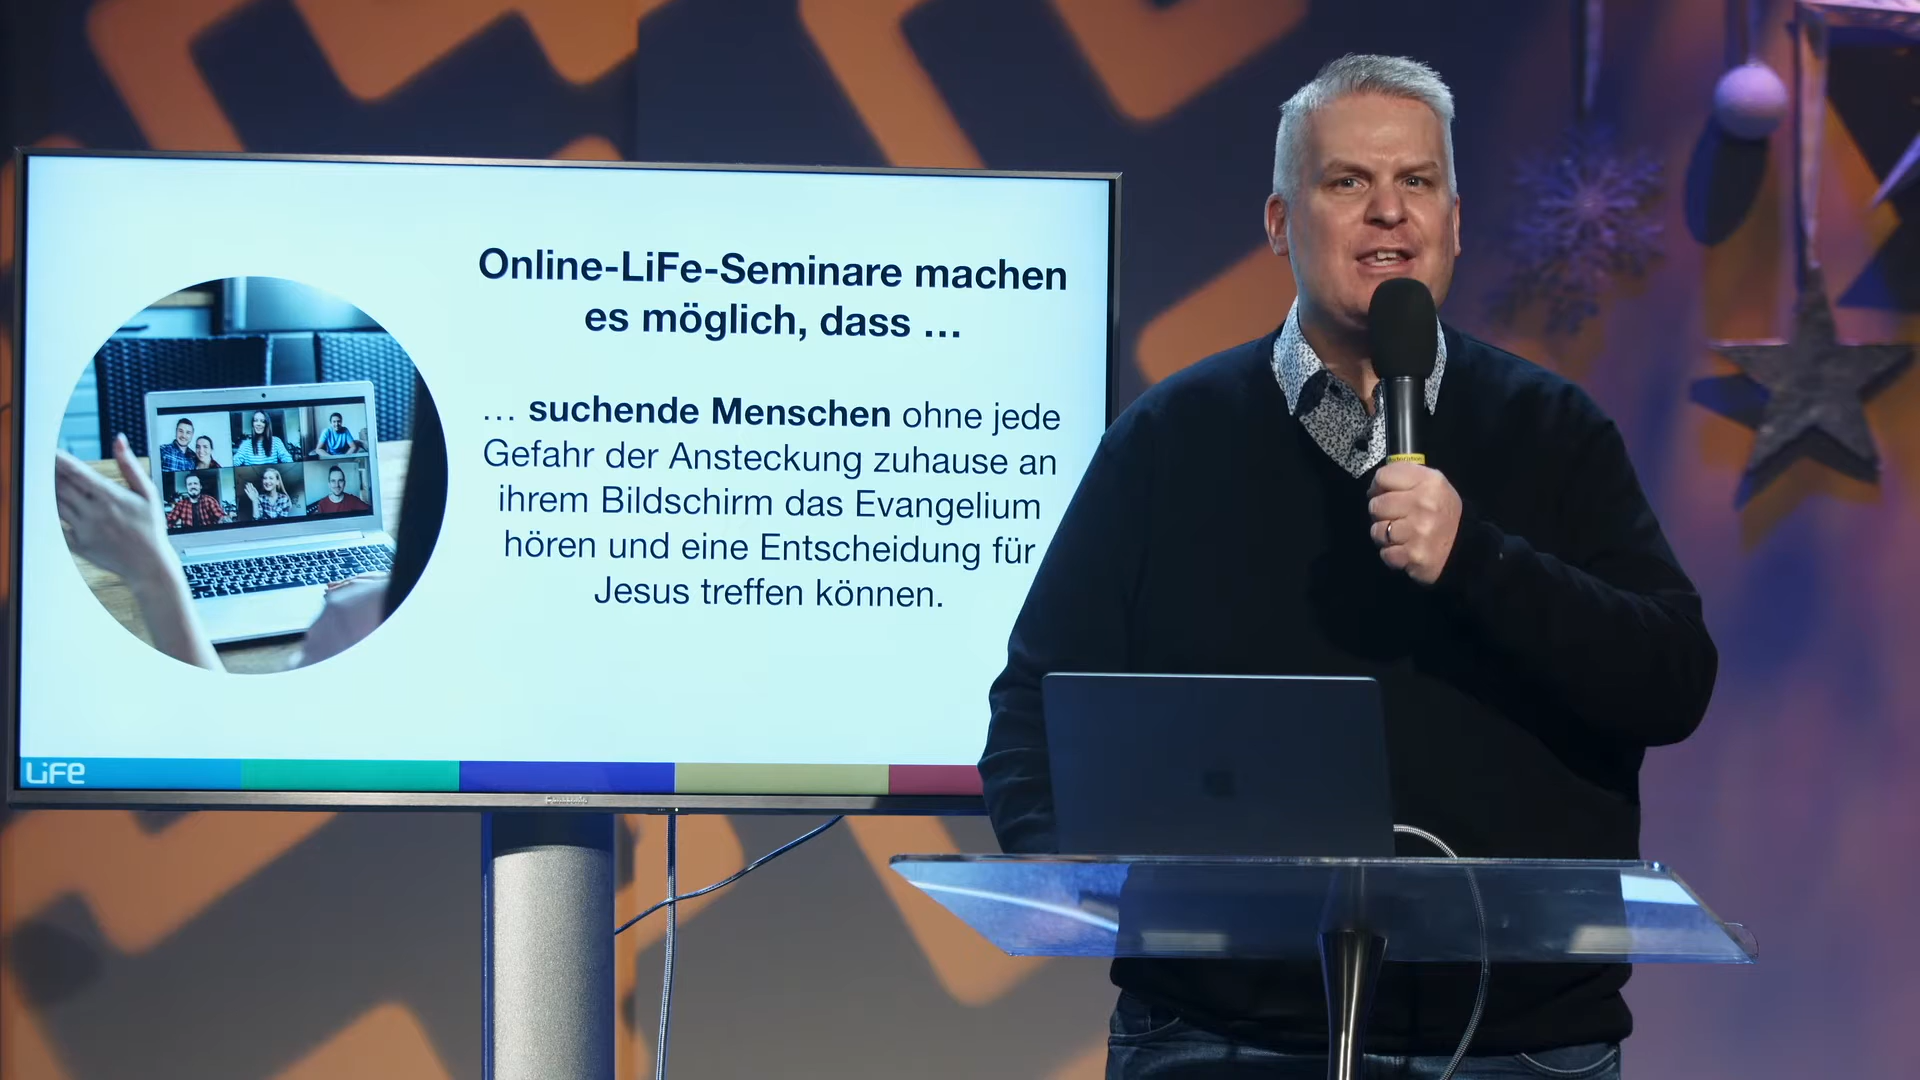 Online-LiFe-Seminare machen
es möglich, dass ...
... suchende Menschen ohne jede
Gefahr der Ansteckung zuhause an
ihrem Bildschirm das Evangelium
hören und eine Entscheidung für
Jesus treffen können.
LiFe
Panasonic